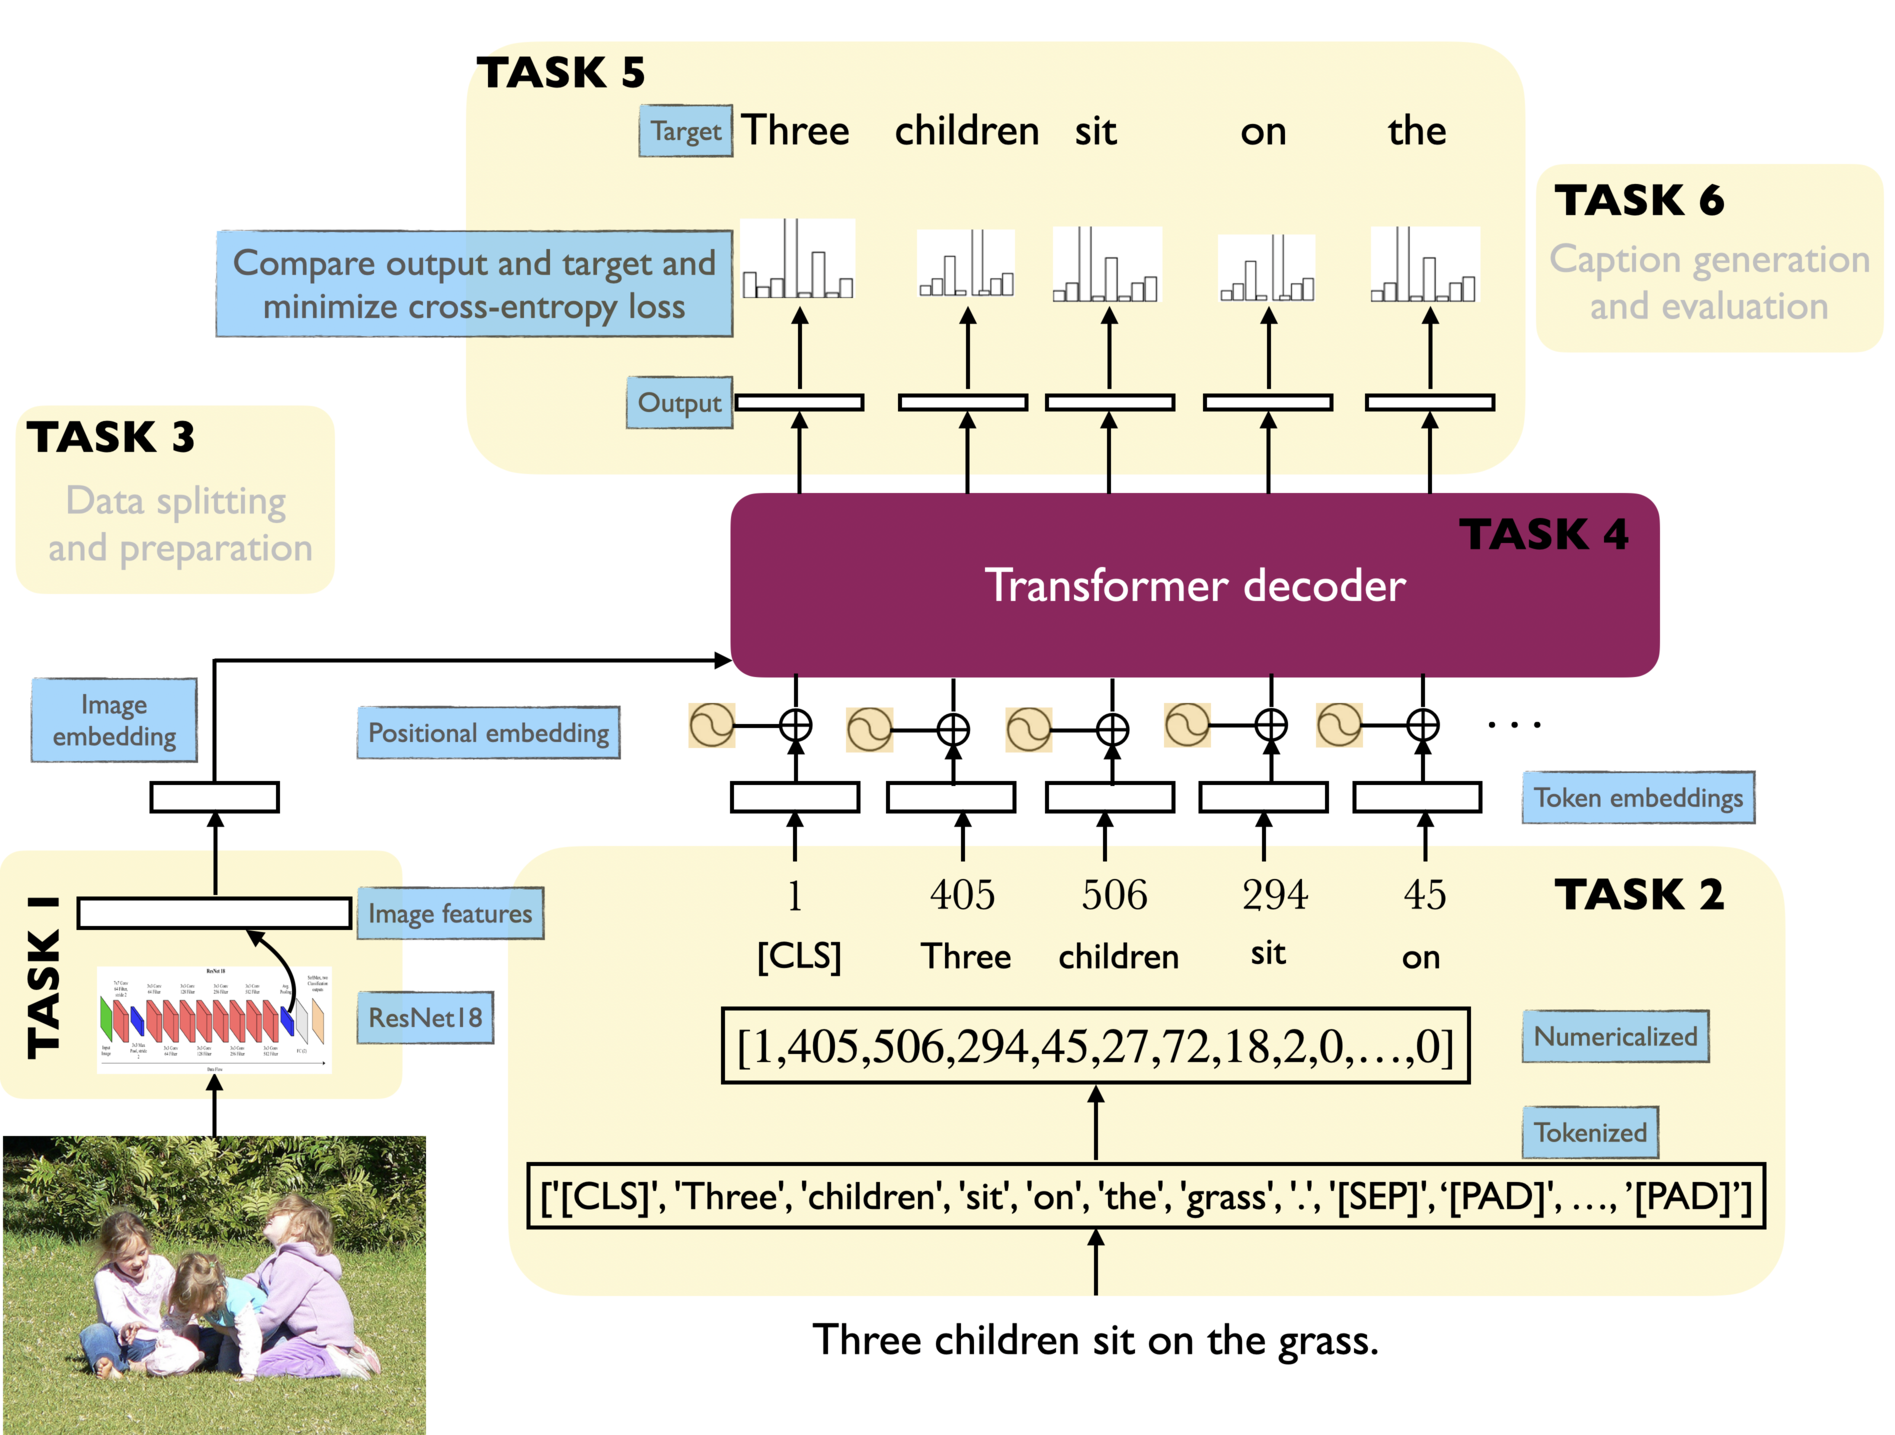 TASK 5
Target Three children sit on the
TASK 6
Caption generation
and evaluation
Compare output and target and
minimize cross-entropy loss
Output
TASK 3
Data splitting
and preparation
TASK 4
Transformer decoder
Image
embedding
Positional embedding
. . .
Token embeddings
TASK 1
Image features
ResNet 18
ResNet18
TASK 2
1 405 506 294 45
[CLS] Three children sit on
[1,405,506,294,45,27,72,18,2,0,…,0]
Numericalized
Tokenized
['[CLS]', 'Three', 'children', 'sit', 'on', 'the', 'grass', '.', '[SEP]', ‘[PAD]', …, ’[PAD]’]
Three children sit on the grass.